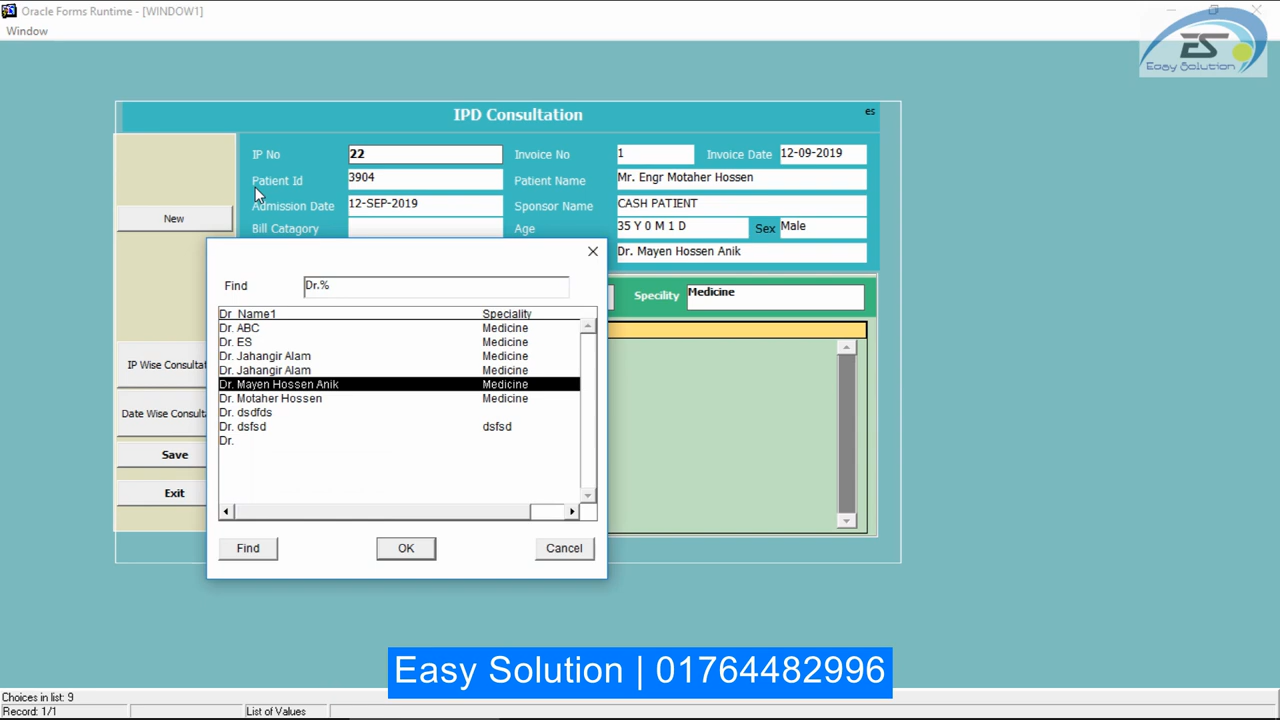 Oracle Forms Runtime - [WINDOW1]
Window
ES
Easy Solution
IPD Consultation
es
IP No 22 Invoice No 1 Invoice Date 12-09-2019
Patient Id 3904 Patient Name Mr. Engr Motaher Hossen
Admission Date 12-SEP-2019 Sponsor Name CASH PATIENT
Bill Catagory Age 35 Y 0 M 1 D Sex Male
Dr. Mayen Hossen Anik
New
Specility Medicine
IP Wise Consultat
Date Wise Consult
Save
Exit
Find Dr.%
Dr Name1 Speciality
Dr. ABC Medicine
Dr. ES Medicine
Dr. Jahangir Alam Medicine
Dr. Jahangir Alam Medicine
Dr. Mayen Hossen Anik Medicine
Dr. Motaher Hossen Medicine
Dr. dsdfds
Dr. dsfsd dsfsd
Dr.
Find OK Cancel
Easy Solution | 01764482996
Choices in list: 9
Record: 1/1 List of Values